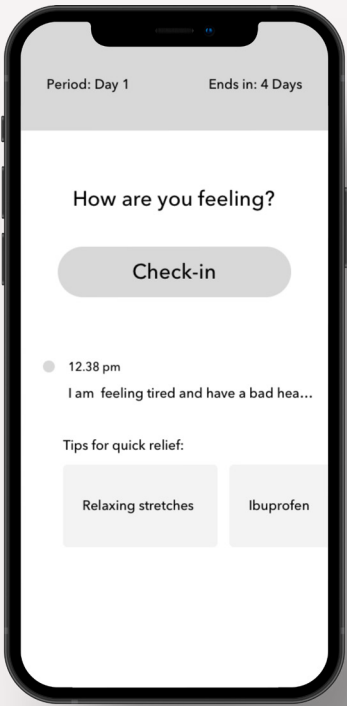 Period: Day 1 Ends in: 4 Days
How are you feeling?
Check-in
12.38 pm
I am feeling tired and have a bad hea...
Tips for quick relief:
Relaxing stretches Ibuprofen